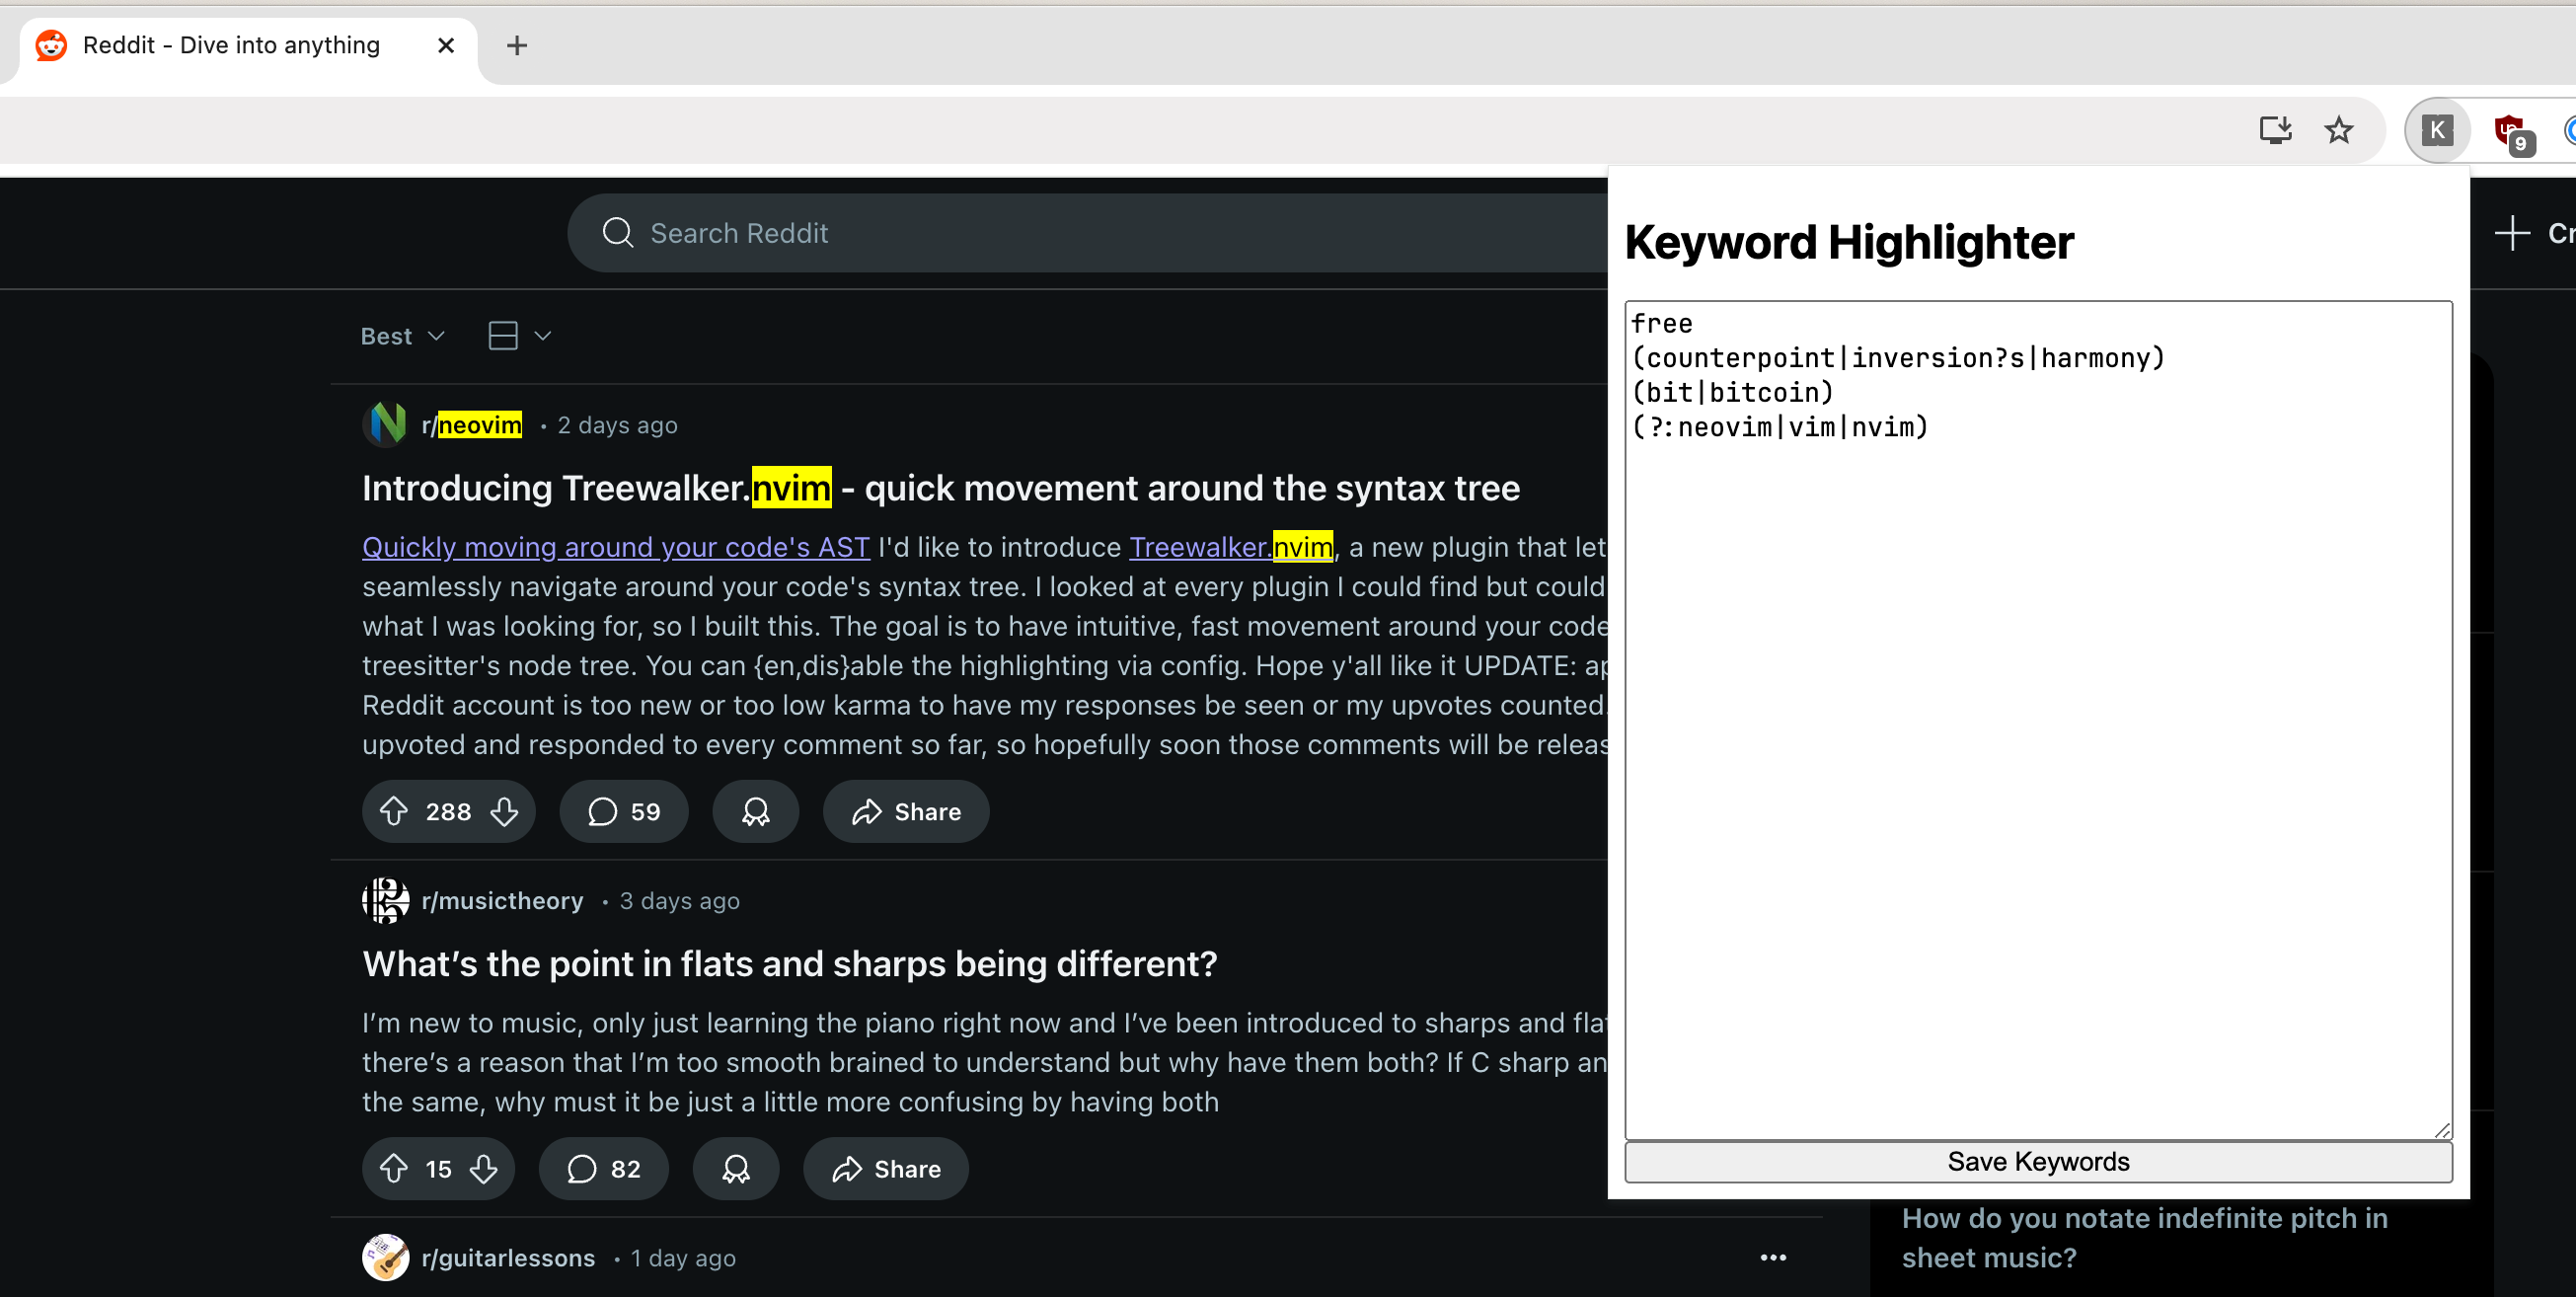 Reddit - Dive into anything
K
9
Search Reddit
Best
r/neovim • 2 days ago
Introducing Treewalker.nvim - quick movement around the syntax tree
Quickly moving around your code's AST I'd like to introduce Treewalker.nvim, a new plugin that let
seamlessly navigate around your code's syntax tree. I looked at every plugin I could find but could
what I was looking for, so I built this. The goal is to have intuitive, fast movement around your code
treesitter's node tree. You can {en,dis}able the highlighting via config. Hope y'all like it UPDATE: ap
Reddit account is too new or too low karma to have my responses be seen or my upvotes counted.
upvoted and responded to every comment so far, so hopefully soon those comments will be releas
288 59 Share
r/musictheory • 3 days ago
What’s the point in flats and sharps being different?
I’m new to music, only just learning the piano right now and I’ve been introduced to sharps and flat
there’s a reason that I’m too smooth brained to understand but why have them both? If C sharp an
the same, why must it be just a little more confusing by having both
15 82 Share
r/guitarlessons • 1 day ago
Keyword Highlighter
free
(counterpoint|inversion?s|harmony)
(bit|bitcoin)
(?:neovim|vim|nvim)
Save Keywords
Cr
How do you notate indefinite pitch in
sheet music?